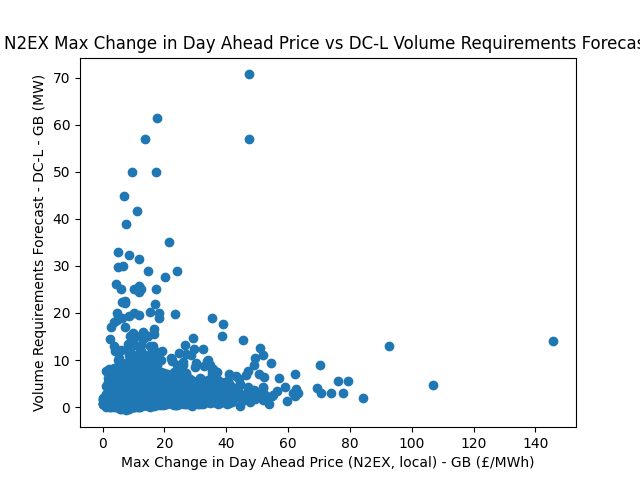 N2EX Max Change in Day Ahead Price vs DC-L Volume Requirements Forecas
Volume Requirements Forecast - DC-L - GB (MW)
70
60
50
40
30
20
10
0
0 20 40 60 80 100 120 140
Max Change in Day Ahead Price (N2EX, local) - GB (£/MWh)